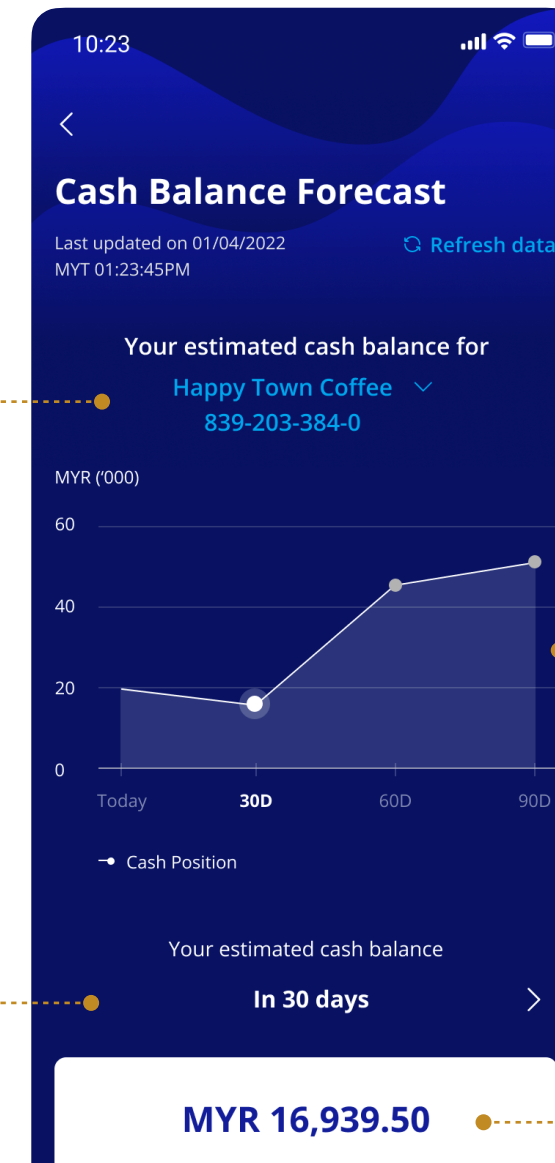 10:23
Cash Balance Forecast
Last updated on 01/04/2022
MYT 01:23:45PM
Refresh data
Your estimated cash balance for
Happy Town Coffee
839-203-384-0
MYR (‘000)
60
40
20
0
Today 30D 60D 90D
Cash Position
Your estimated cash balance
In 30 days
MYR 16,939.50